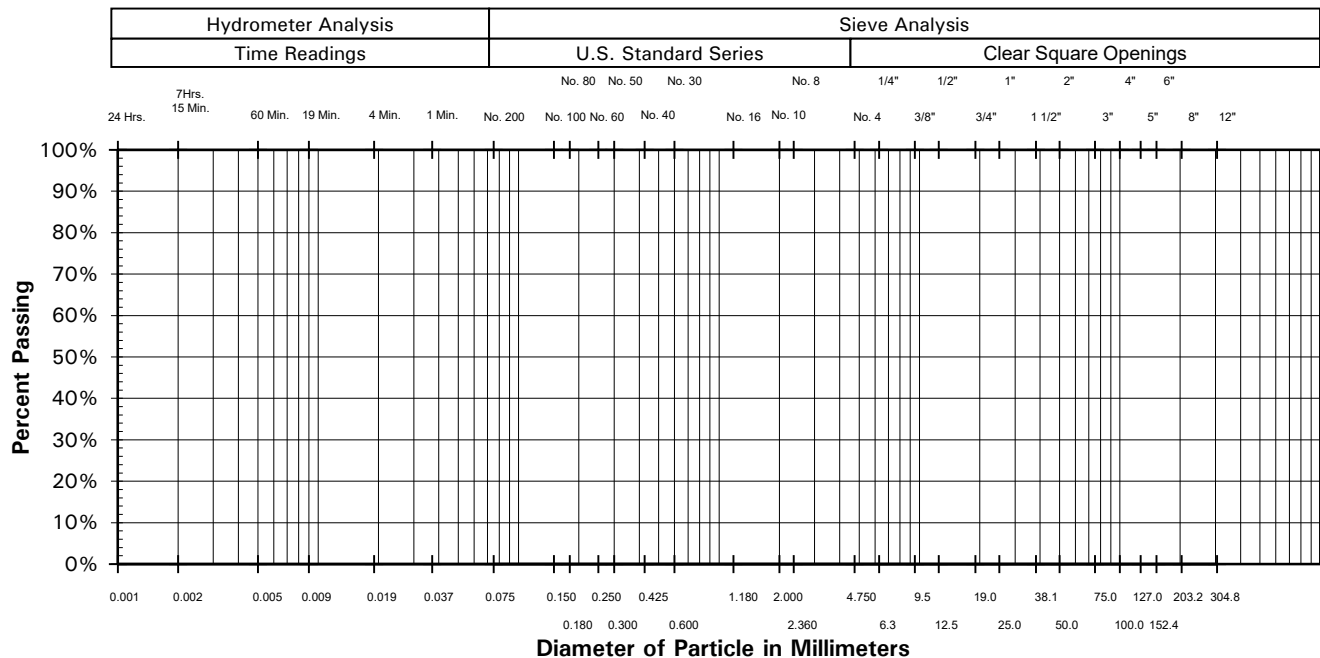 Hydrometer Analysis Sieve Analysis
Time Readings U.S. Standard Series Clear Square Openings
No. 80 No. 50 No. 30 No. 8 1/4" 1/2" 1" 2" 4" 6"
7Hrs.
15 Min.
24 Hrs. 60 Min. 19 Min. 4 Min. 1 Min. No. 200 No. 100 No. 60 No. 40 No. 16 No. 10 No. 4 3/8" 3/4" 1 1/2" 3" 5" 8" 12"
100%
90%
80%
70%
60%
50%
40%
30%
20%
10%
0%
Percent Passing
0.001 0.002 0.005 0.009 0.019 0.037 0.075 0.150 0.250 0.425 1.180 2.000 4.750 9.5 19.0 38.1 75.0 127.0 203.2 304.8
0.180 0.300 0.600 2.360 6.3 12.5 25.0 50.0 100.0 152.4
Diameter of Particle in Millimeters